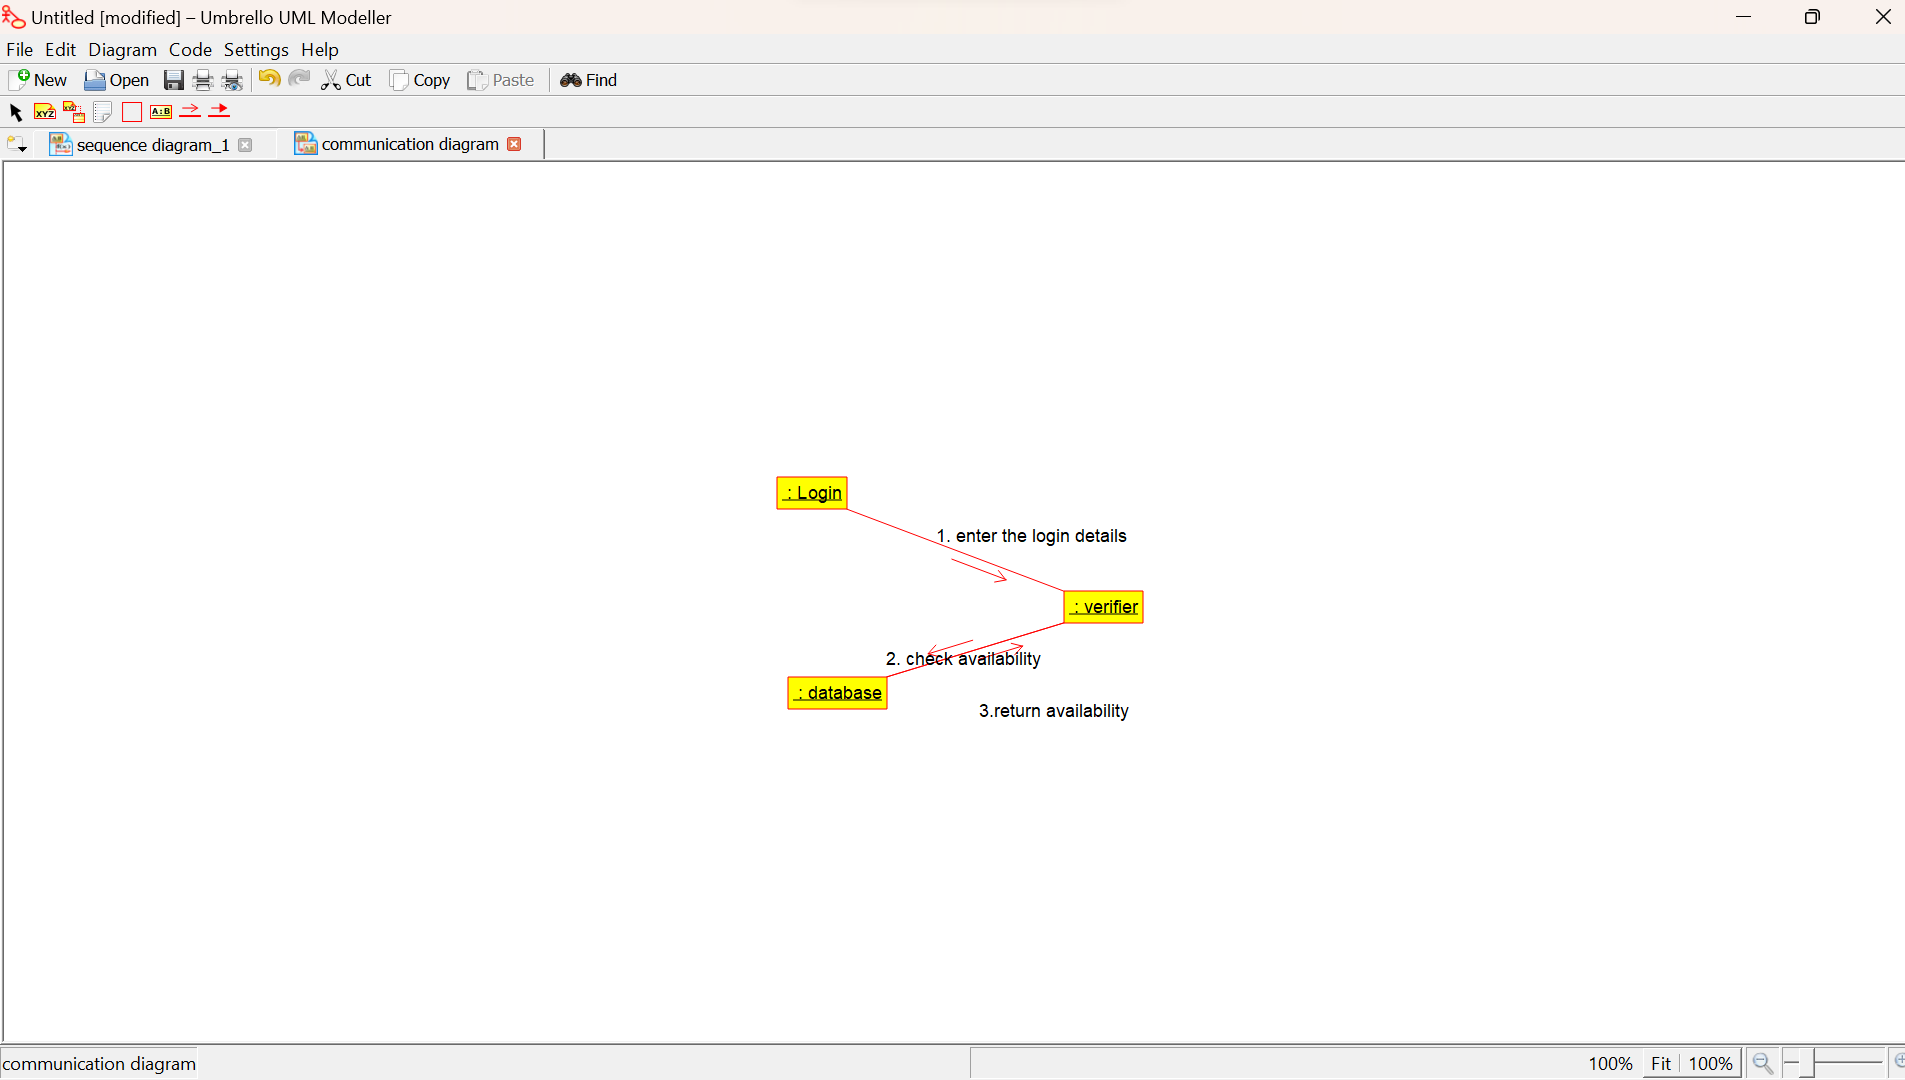 Untitled [modified] – Umbrello UML Modeller
File Edit Diagram Code Settings Help
New Open Cut Copy Paste Find
XYZ XYZ A:B
sequence diagram_1 communication diagram
: Login
1. enter the login details
: verifier
2. check availability
: database
3.return availability
communication diagram 100% Fit 100%